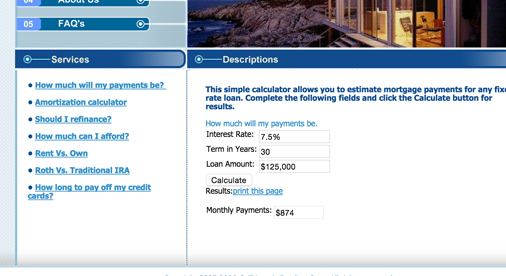 04 About Us
05 FAQ's
Services
How much will my payments be?
Amortization calculator
Should I refinance?
How much can I afford?
Rent Vs. Own
Roth Vs. Traditional IRA
How long to pay off my credit
cards?
Descriptions
This simple calculator allows you to estimate mortgage payments for any fixe
rate loan. Complete the following fields and click the Calculate button for
results.
How much will my payments be.
Interest Rate: 7.5%
Term in Years: 30
Loan Amount: $125,000
Calculate
Results:print this page
Monthly Payments: $874